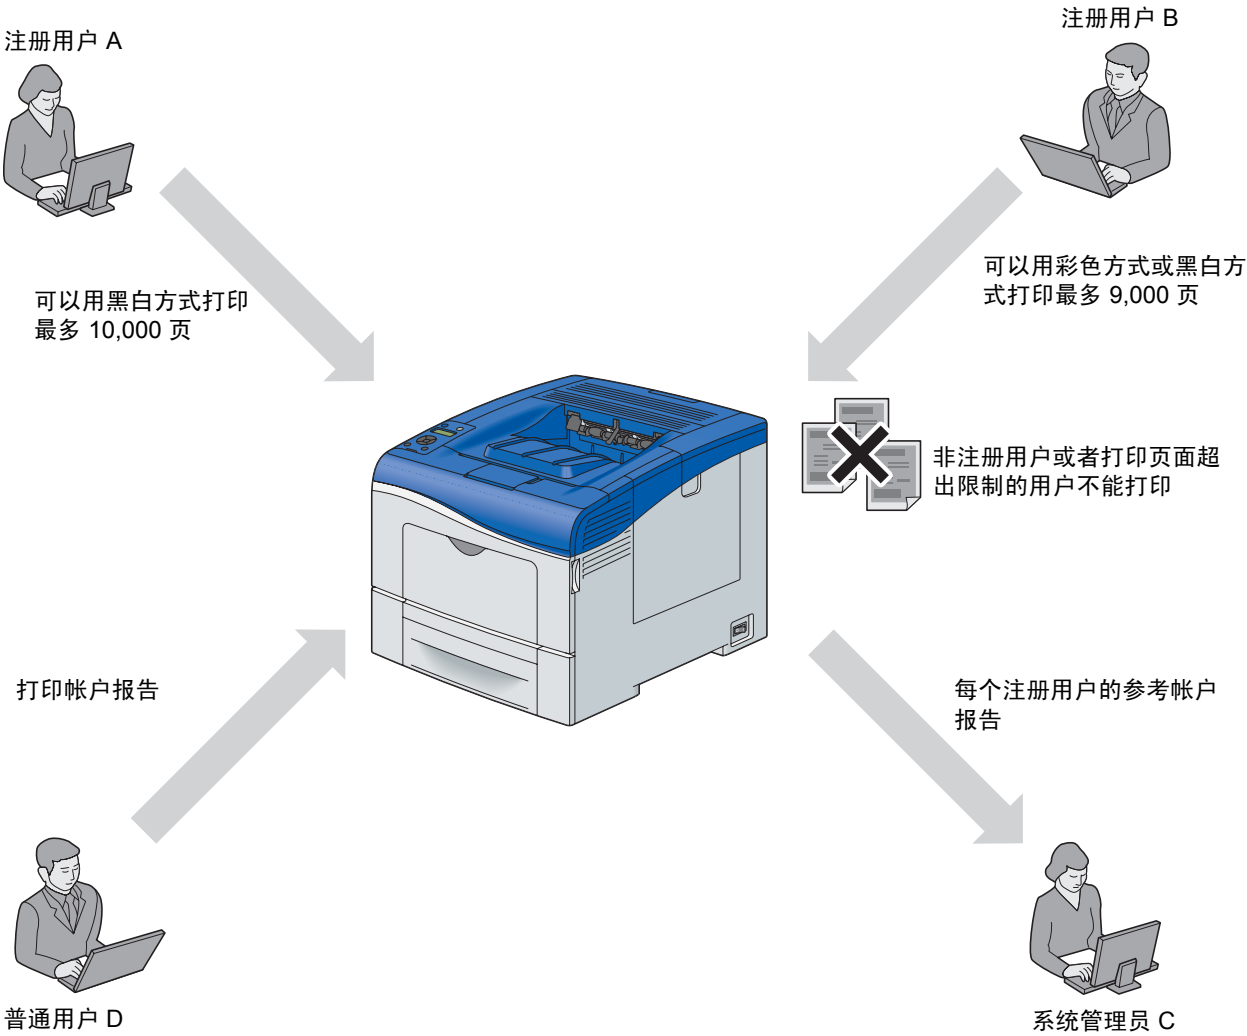 注册用户 A
注册用户 B
可以用黑白方式打印
最多 10,000 页
可以用彩色方式或黑白方
式打印最多 9,000 页
非注册用户或者打印页面超
出限制的用户不能打印
打印帐户报告
每个注册用户的参考帐户
报告
普通用户 D
系统管理员 C